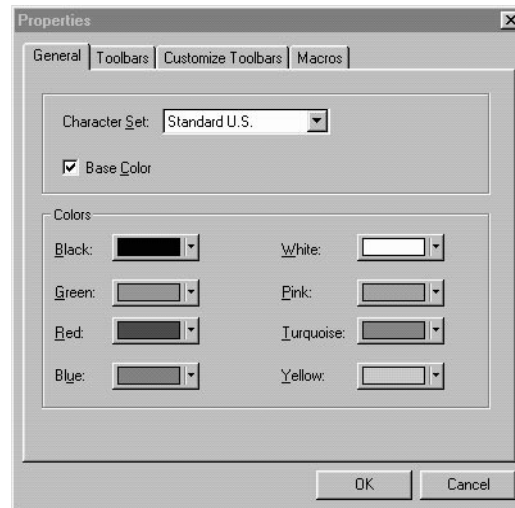 Properties
General Toolbars Customize Toolbars Macros
Character Set: Standard U.S.
Base Color
Colors
Black: White:
Green: Pink:
Red: Turquoise:
Blue: Yellow:
OK Cancel